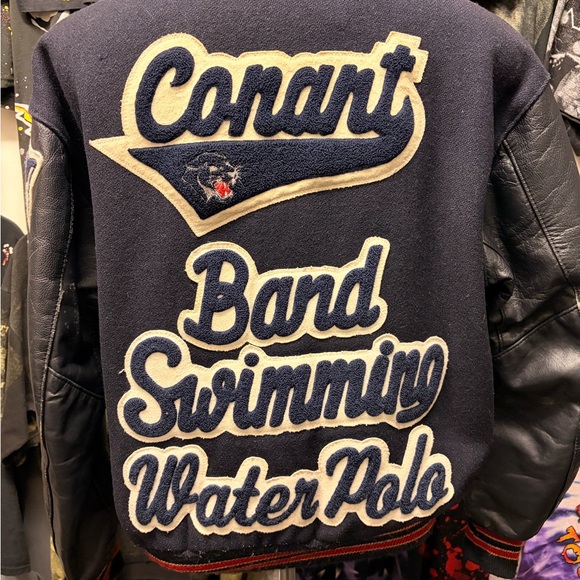 Conant
Band
Swimming
Water Polo